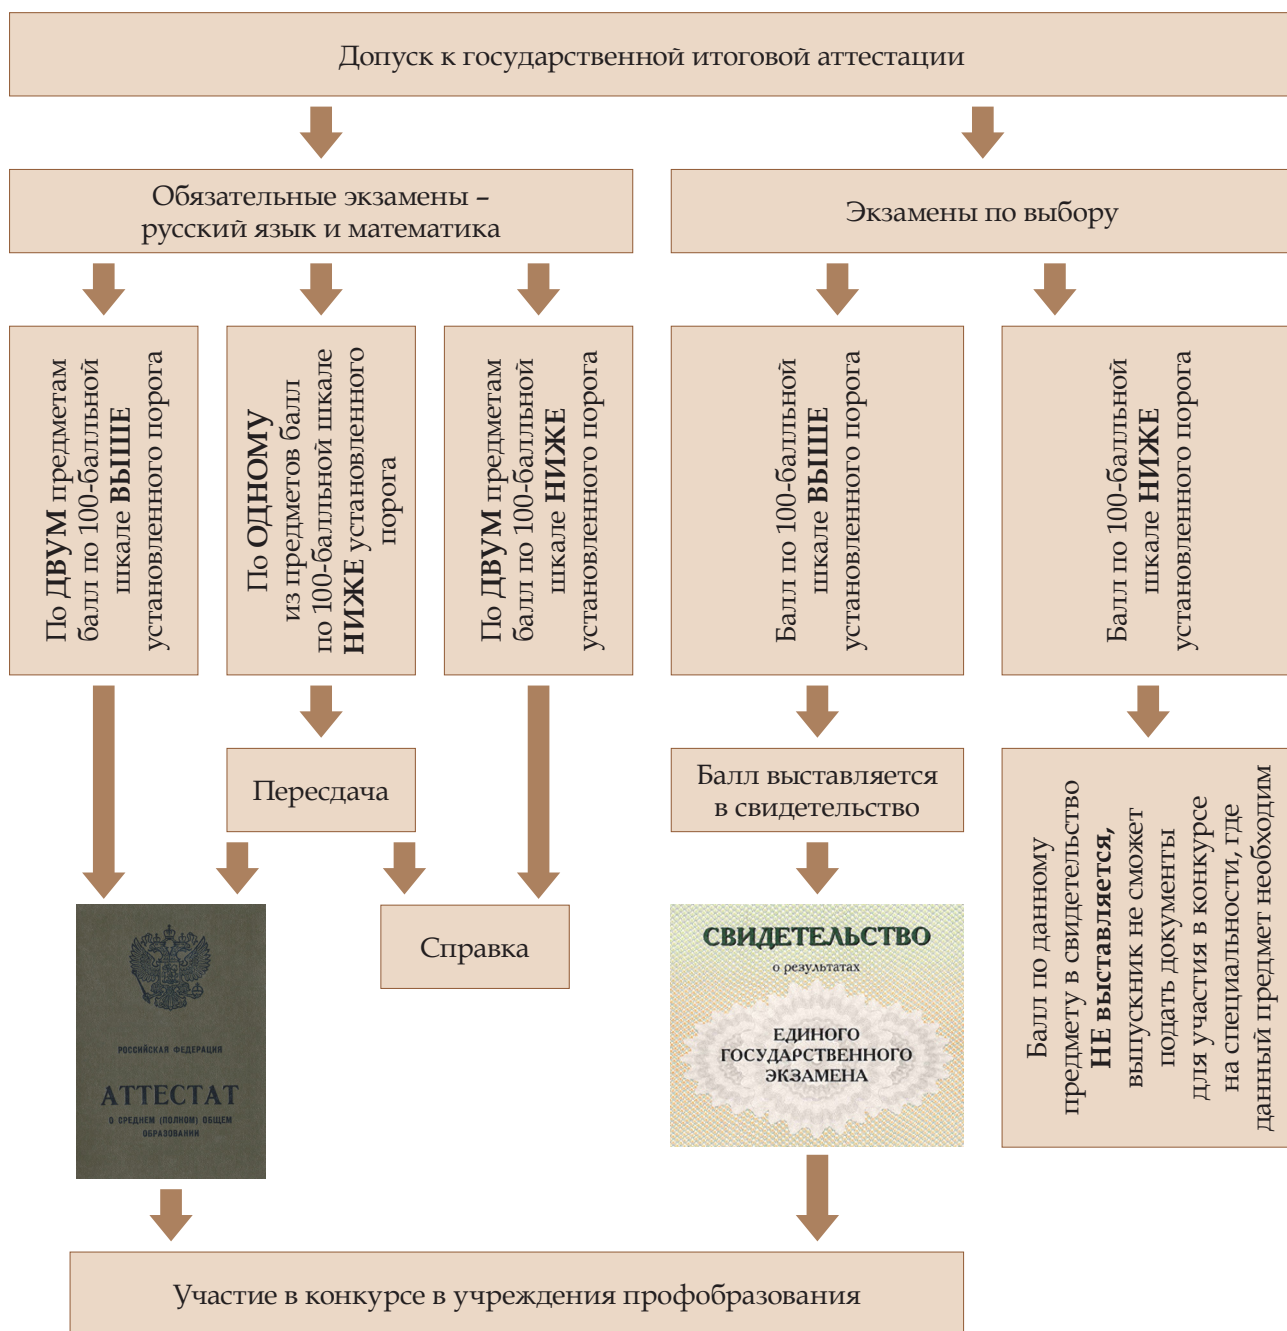 Допуск к государственной итоговой аттестации
Обязательные экзамены –
русский язык и математика
Экзамены по выбору
По ДВУМ предметам
балл по 100-балльной
шкале ВЫШЕ
установленного порога
По ОДНОМУ
из предметов балл
по 100-балльной шкале
НИЖЕ установленного
порога
По ДВУМ предметам
балл по 100-балльной
шкале НИЖЕ
установленного порога
Балл по 100-балльной
шкале ВЫШЕ
установленного порога
Балл по 100-балльной
шкале НИЖЕ
установленного порога
Пересдача
Балл выставляется
в свидетельство
Балл по данному
предмету в свидетельство
НЕ выставляется,
выпускник не сможет
подать документы
для участия в конкурсе
на специальности, где
данный предмет необходим
РОССИЙСКАЯ ФЕДЕРАЦИЯ
АТТЕСТАТ
О СРЕДНЕМ (ПОЛНОМ) ОБЩЕМ
ОБРАЗОВАНИИ
Справка
СВИДЕТЕЛЬСТВО
о результатах
ЕДИНОГО
ГОСУДАРСТВЕННОГО
ЭКЗАМЕНА
Участие в конкурсе в учреждения профобразования